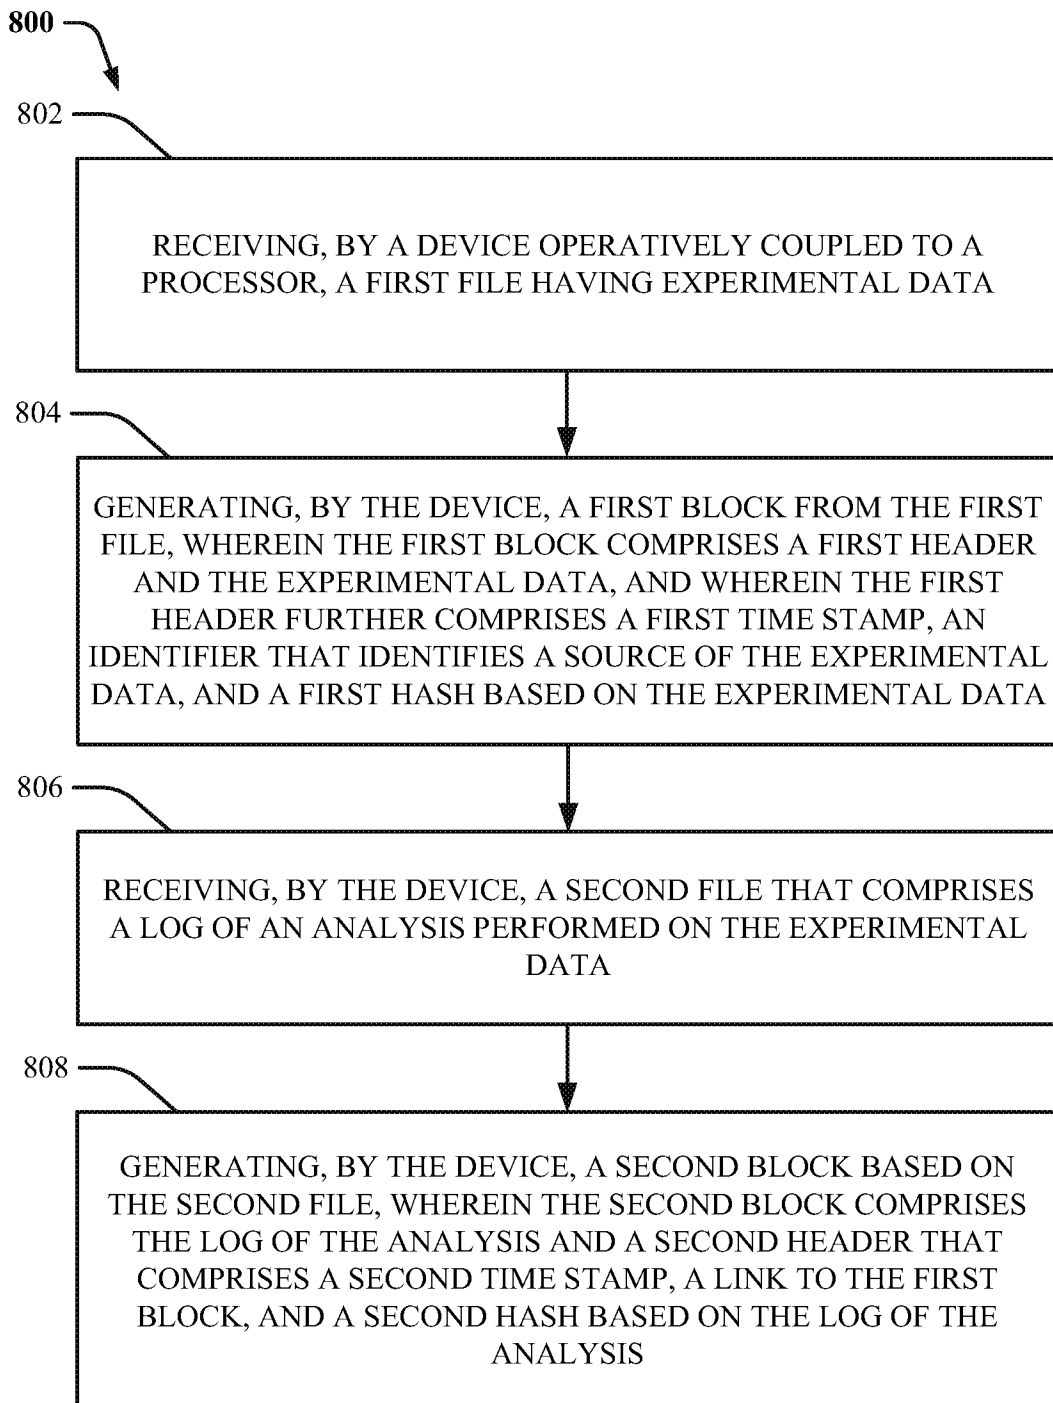 800
802
RECEIVING, BY A DEVICE OPERATIVELY COUPLED TO A
PROCESSOR, A FIRST FILE HAVING EXPERIMENTAL DATA
804
GENERATING, BY THE DEVICE, A FIRST BLOCK FROM THE FIRST
FILE, WHEREIN THE FIRST BLOCK COMPRISES A FIRST HEADER
AND THE EXPERIMENTAL DATA, AND WHEREIN THE FIRST
HEADER FURTHER COMPRISES A FIRST TIME STAMP, AN
IDENTIFIER THAT IDENTIFIES A SOURCE OF THE EXPERIMENTAL
DATA, AND A FIRST HASH BASED ON THE EXPERIMENTAL DATA
806
RECEIVING, BY THE DEVICE, A SECOND FILE THAT COMPRISES
A LOG OF AN ANALYSIS PERFORMED ON THE EXPERIMENTAL
DATA
808
GENERATING, BY THE DEVICE, A SECOND BLOCK BASED ON
THE SECOND FILE, WHEREIN THE SECOND BLOCK COMPRISES
THE LOG OF THE ANALYSIS AND A SECOND HEADER THAT
COMPRISES A SECOND TIME STAMP, A LINK TO THE FIRST
BLOCK, AND A SECOND HASH BASED ON THE LOG OF THE
ANALYSIS